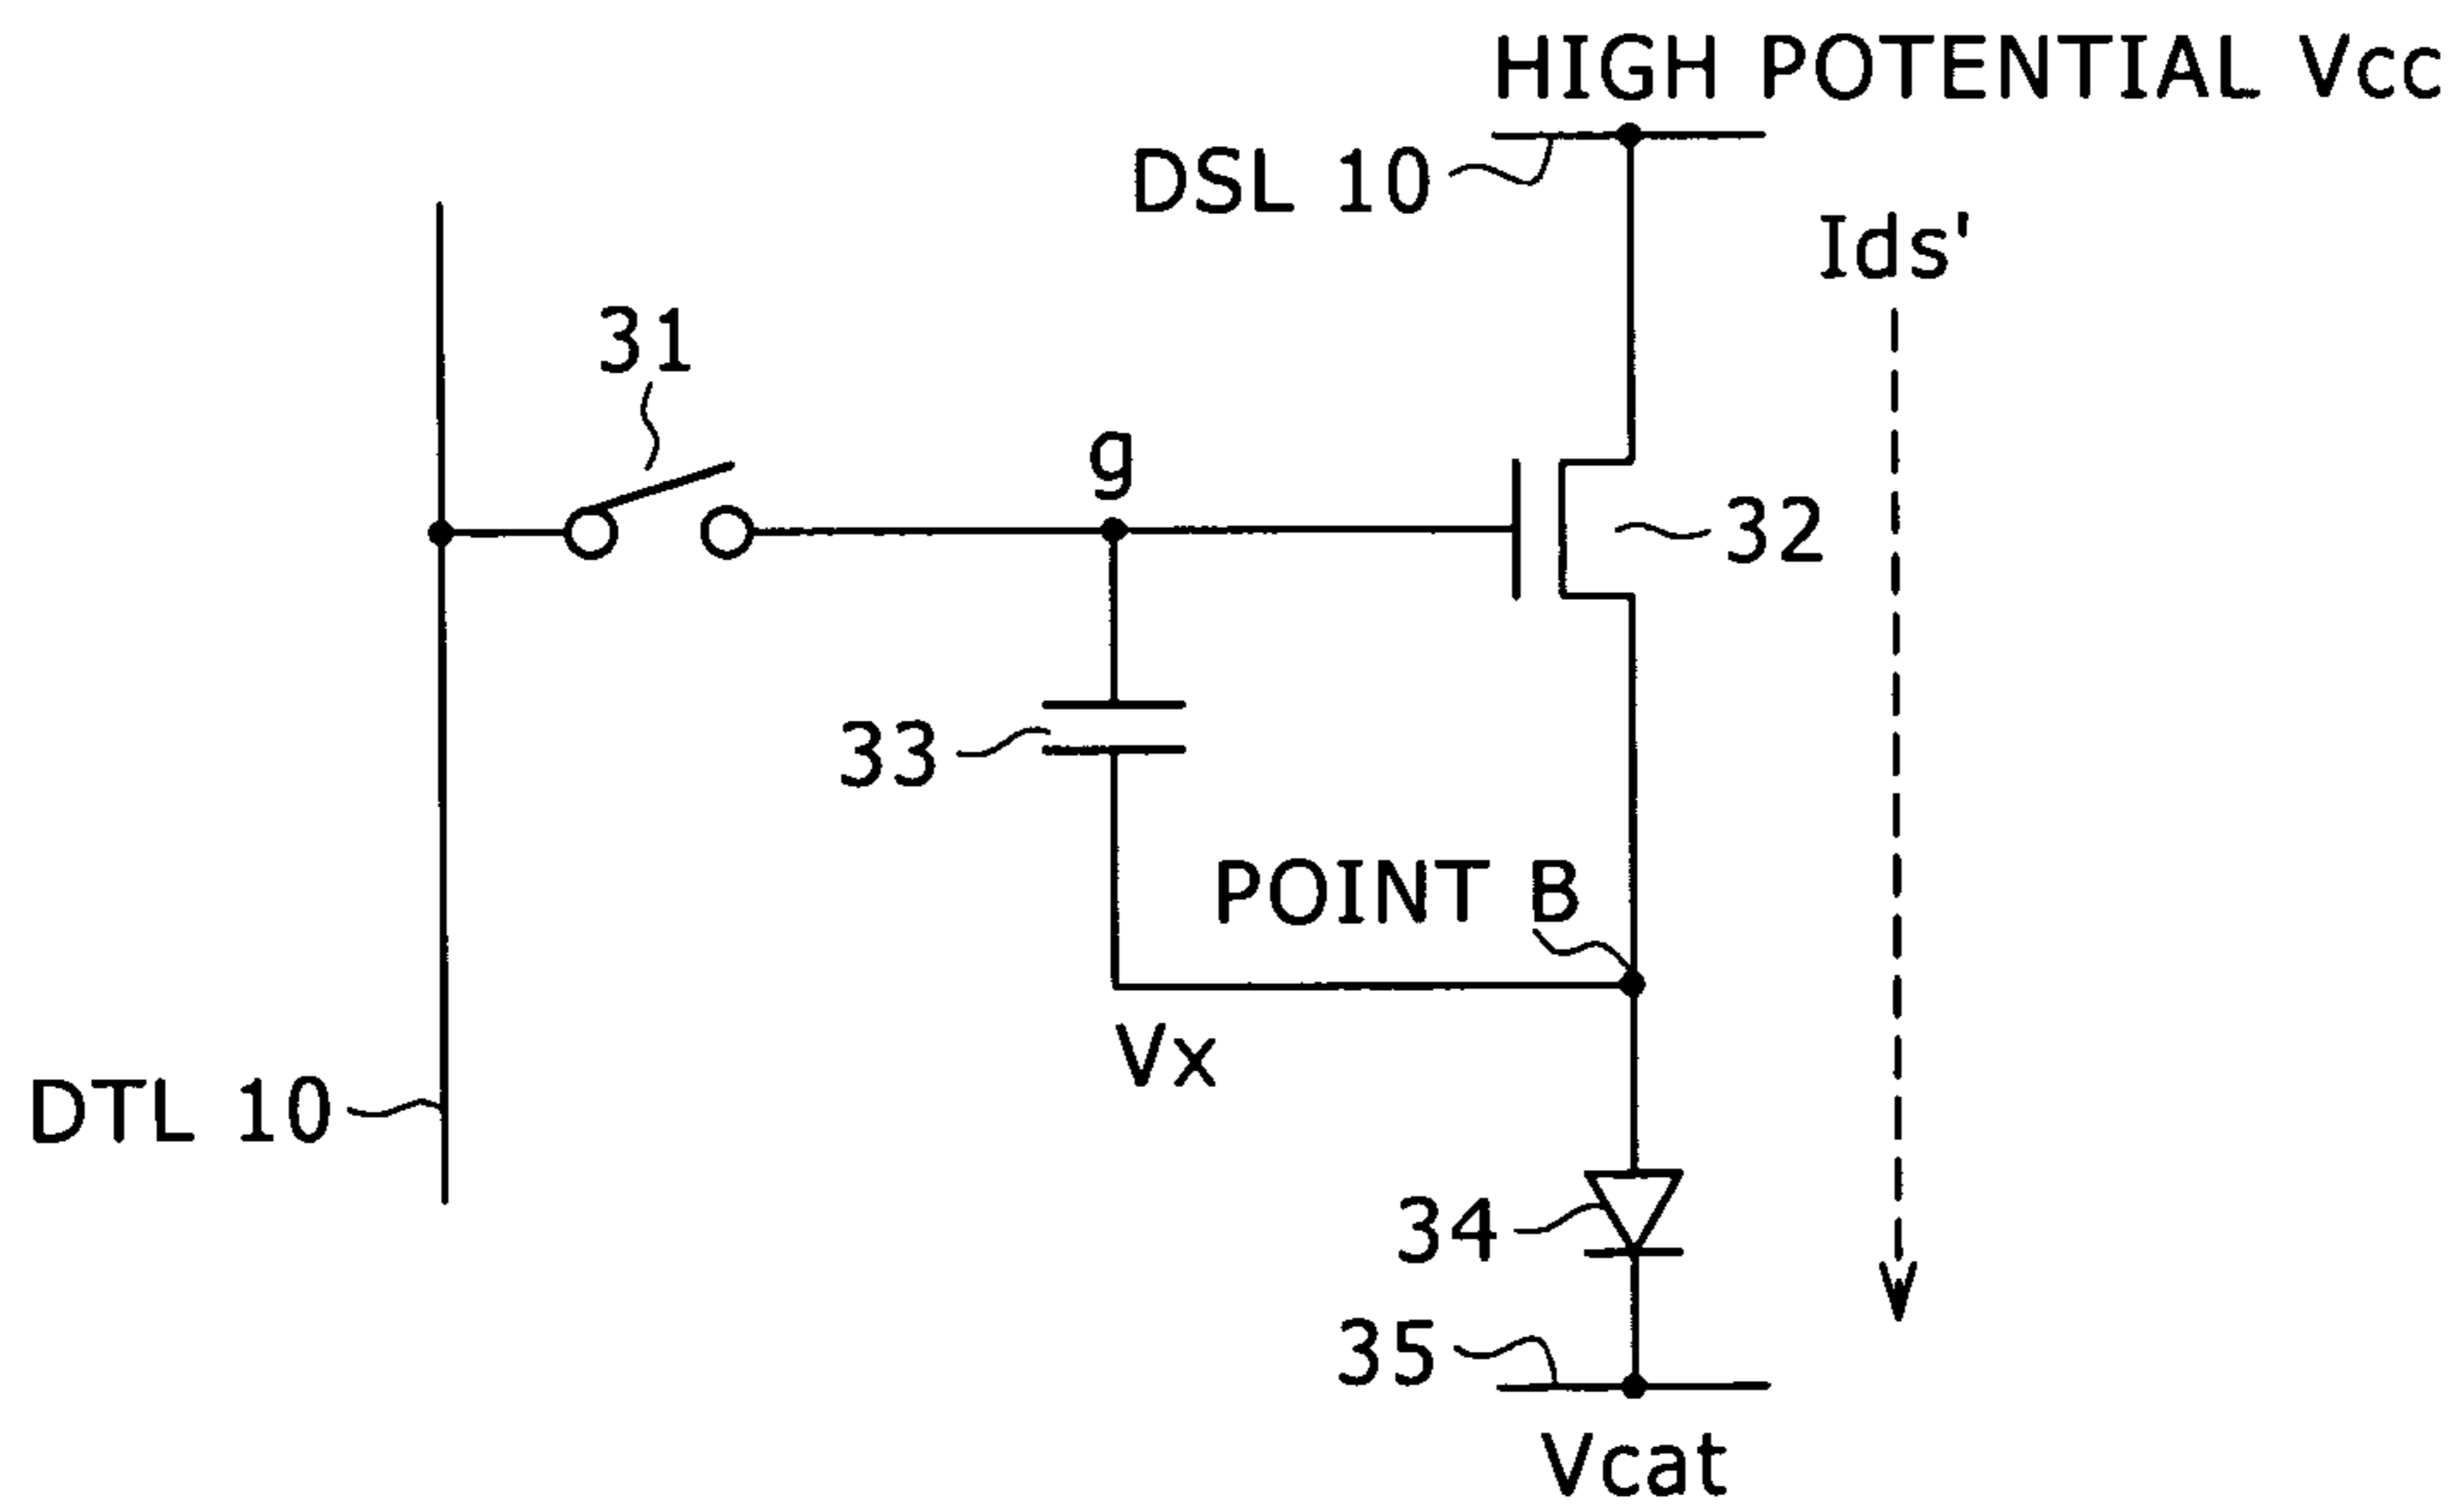 HIGH POTENTIAL Vcc
DSL 10
Ids'
31
g
32
33
POINT B
Vx
DTL 10
34
35
Vcat